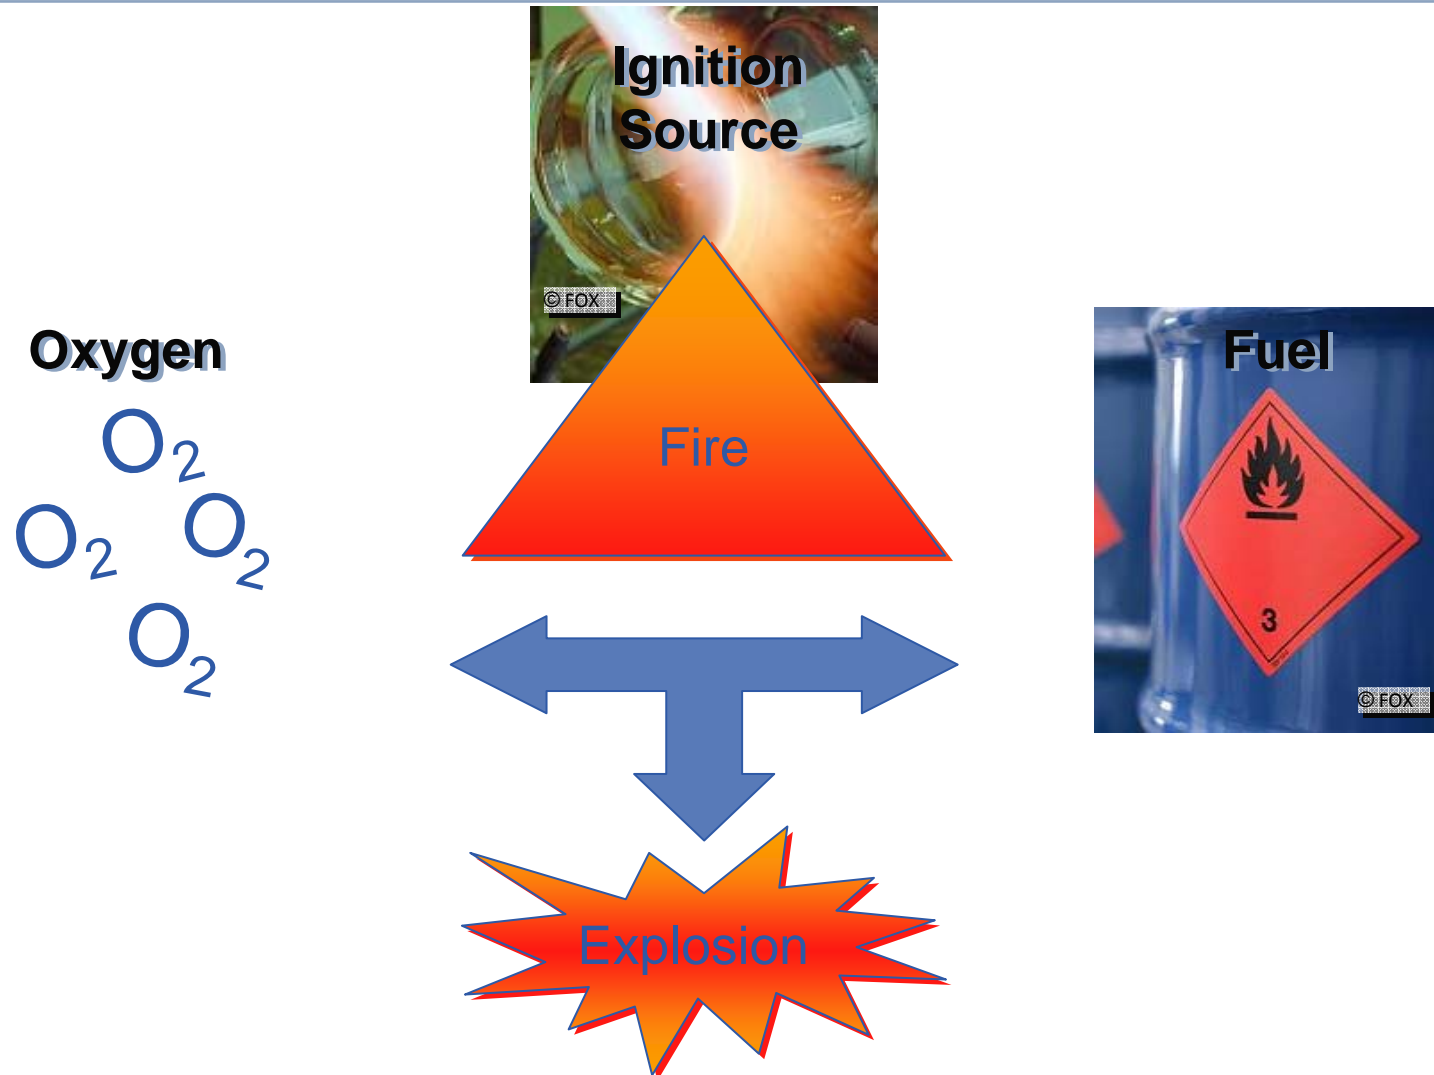 Ignition
Source
© FOX
Oxygen
Fuel
O2
O2
O2
O2
Fire
3
© FOX
Explosion